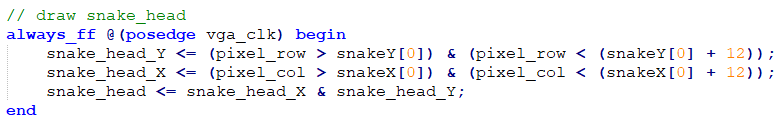 // draw snake_head
always_ff @(posedge vga_clk) begin
    snake_head_Y <= (pixel_row > snakeY[0]) & (pixel_row < (snakeY[0] + 12));
    snake_head_X <= (pixel_col > snakeX[0]) & (pixel_col < (snakeX[0] + 12));
    snake_head <= snake_head_X & snake_head_Y;
end